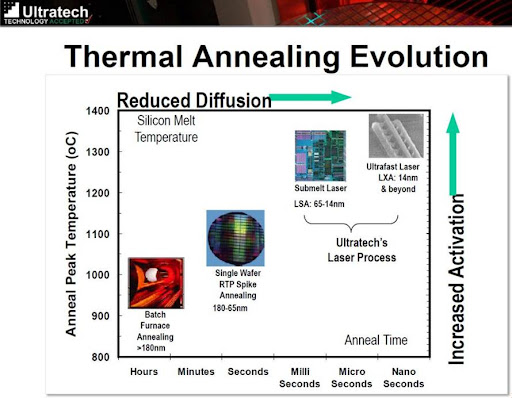 Ultratech
TECHNOLOGY ACCEPTED
Thermal Annealing Evolution
Reduced Diffusion
Silicon Melt
Temperature
Anneal Peak Temperature (oC)
1400
1300
1200
1100
1000
900
800
Ultrafast Laser
LXA: 14nm
& beyond
Submelt Laser
LSA: 65-14nm
Ultratech's
Laser Process
Single Wafer
RTP Spike
Annealing
180-65nm
Batch
Furnace
Annealing
>180nm
Anneal Time
Increased Activation
Hours
Minutes
Seconds
Milli
Seconds
Micro
Seconds
Nano
Seconds